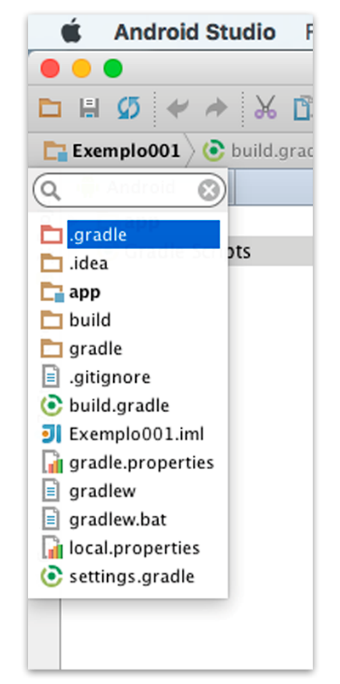 Android Studio F
Exemplo001 build.grad
.gradle
.idea
app
build
gradle
.gitignore
build.gradle
Exemplo001.iml
gradle.properties
gradlew
gradlew.bat
local.properties
settings.gradle